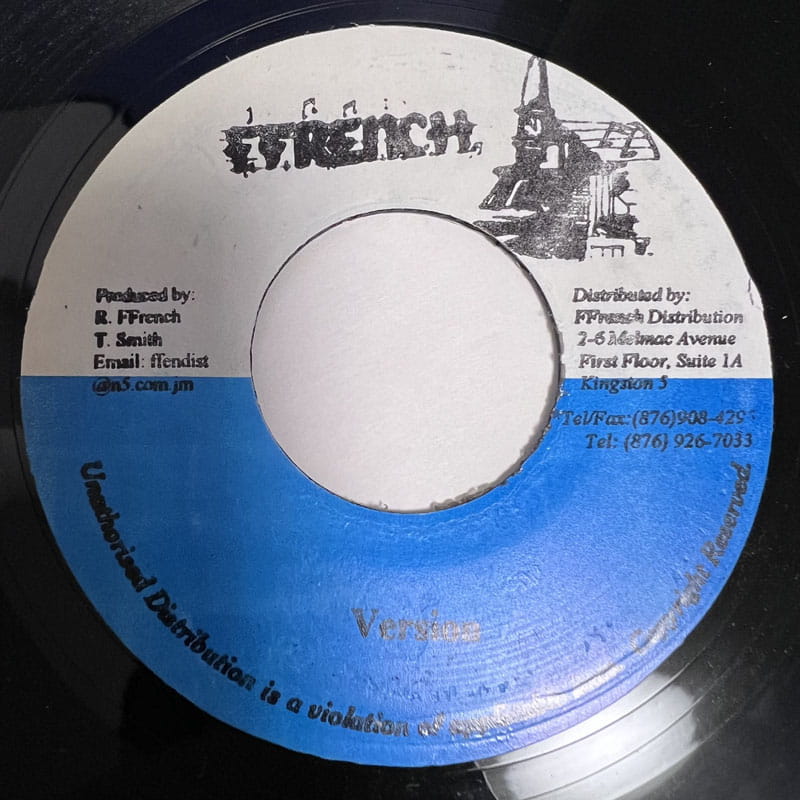 FFRENCH
Produced by:
R. FFrench
T. Smith
Email: ffendist
@n5.com.jm
Distributed by:
FFrench Distribution
2-6 Melmac Avenue
First Floor, Suite 1A
Kingston 5
Tel/Fax:(876)908-429
Tel: (876) 926-7033
Version
Unathorised Distribution is a violation of
Copyright Reserved